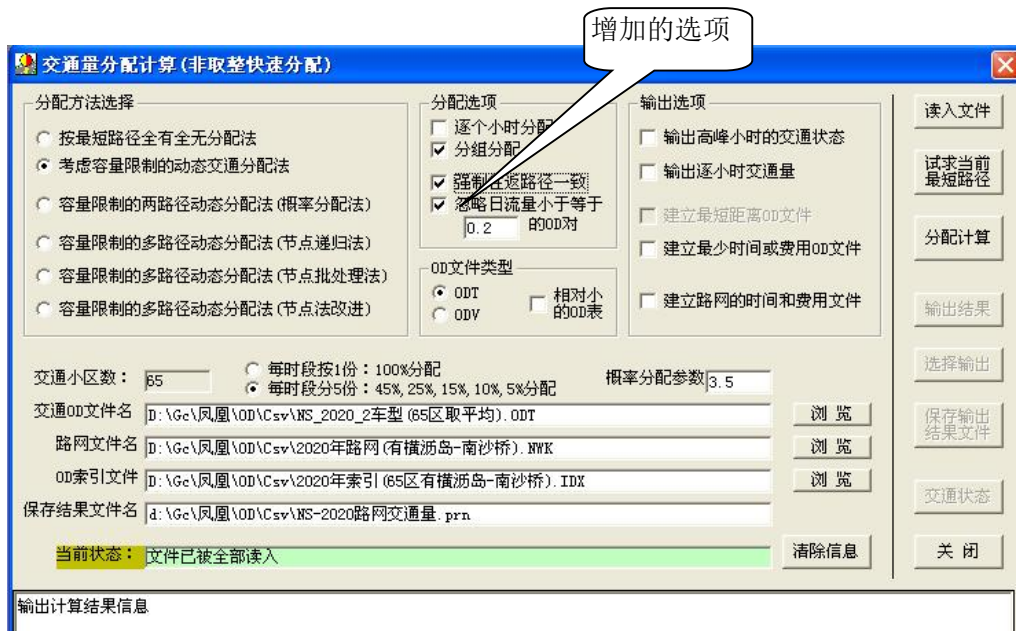 增加的选项
交通量分配计算(非取整快速分配)
分配方法选择
按最短路径全有全无分配法
考虑容量限制的动态交通分配法
容量限制的两路径动态分配法(概率分配法)
容量限制的多路径动态分配法(节点递归法)
容量限制的多路径动态分配法(节点批处理法)
容量限制的多路径动态分配法(节点法改进)
分配选项
逐个小时分配
分组分配
强制往返路径一致
忽略日流量小于等于
0.2 的OD对
OD文件类型
ODT
ODV
相对小
的OD表
输出选项
输出高峰小时的交通状态
输出逐小时交通量
建立最短距离OD文件
建立最少时间或费用OD文件
建立路网的时间和费用文件
读入文件
试求当前
最短路径
分配计算
输出结果
选择输出
保存输出
结果文件
交通状态
关 闭
交通小区数: 65
每时段按1份:100%分配
每时段分5份:45%,25%,15%,10%,5%分配
概率分配参数 3.5
交通OD文件名 D:\Gc\凤凰\OD\Csv\NS_2020_2车型(65区取平均).ODT 浏 览
路网文件名 D:\Gc\凤凰\OD\Csv\2020年路网(有横沥岛-南沙桥).NWK 浏 览
OD索引文件 D:\Gc\凤凰\OD\Csv\2020年索引(65区有横沥岛-南沙桥).IDX 浏 览
保存结果文件名 d:\Gc\凤凰\OD\Csv\NS-2020路网交通量.prn
当前状态: 文件已被全部读入 清除信息
输出计算结果信息